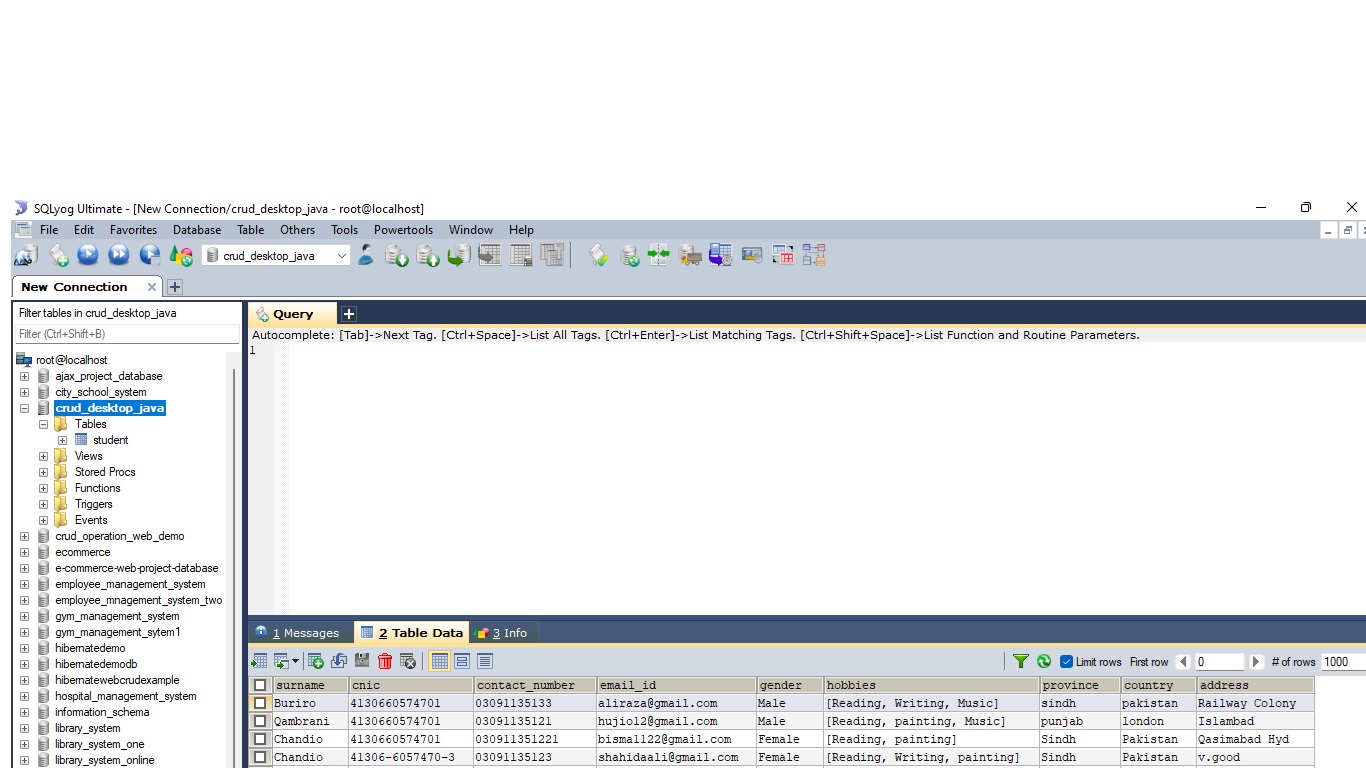 SQLyog Ultimate - [New Connection/crud_desktop_java - root@localhost]
File Edit Favorites Database Table Others Tools Powertools Window Help
crud_desktop_java
New Connection
Filter tables in crud_desktop_java
Filter (Ctrl+Shift+B)
root@localhost
ajax_project_database
city_school_system
crud_desktop_java
Tables
student
Views
Stored Procs
Functions
Triggers
Events
crud_operation_web_demo
ecommerce
e-commerce-web-project-database
employee_management_system
employee_mnagement_system_two
gym_management_system
gym_management_sytem1
hibernatedemo
hibernatedemodb
hibernatewebcrudexample
hospital_management_system
information_schema
library_system
library_system_one
library_system_online
Query
Autocomplete: [Tab]->Next Tag. [Ctrl+Space]->List All Tags. [Ctrl+Enter]->List Matching Tags. [Ctrl+Shift+Space]->List Function and Routine Parameters.
1
1 Messages 2 Table Data 3 Info
Limit rows First row 0 # of rows 1000
surname cnic contact_number email_id gender hobbies province country address
Buriro 4130660574701 03091135133 aliraza@gmail.com Male [Reading, Writing, Music] sindh pakistan Railway Colony
Qambrani 4130660574701 03091135121 hujio12@gmail.com Male [Reading, painting, Music] punjab london Islambad
Chandio 4130660574701 030911351221 bismal122@gmail.com Female [Reading, painting] Sindh Pakistan Qasimabad Hyd
Chandio 41306-6057470-3 03091135123 shahidaali@gmail.com Female [Reading, Writing, painting] Sindh Pakistan v.good